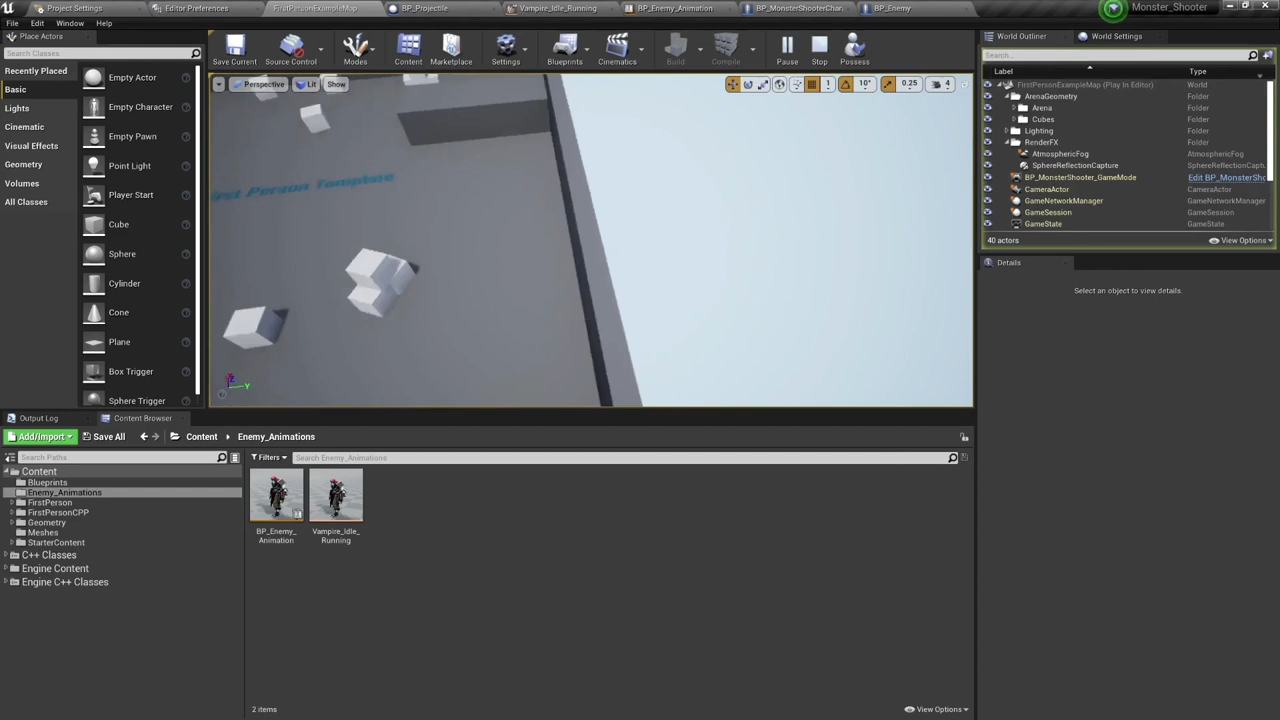 Project Settings
Editor Preferences
FirstPersonExampleMap
BP_Projectile
Vampire_Idle_Running
BP_Enemy_Animation
BP_MonsterShooterChar
BP_Enemy
Monster_Shooter
File Edit Window Help
Place Actors
Search Classes
Recently Placed
Basic
Lights
Cinematic
Visual Effects
Geometry
Volumes
All Classes
Empty Actor
Empty Character
Empty Pawn
Point Light
Player Start
Cube
Sphere
Cylinder
Cone
Plane
Box Trigger
Sphere Trigger
Save Current
Source Control
Modes
Content
Marketplace
Settings
Blueprints
Cinematics
Build
Compile
Pause
Stop
Possess
Perspective
Lit
Show
1
10°
0.25
4
First Person Template
Z
Y
World Outliner
World Settings
Search...
Label Type
FirstPersonExampleMap (Play In Editor) World
ArenaGeometry Folder
Arena Folder
Cubes Folder
Lighting Folder
RenderFX Folder
AtmosphericFog AtmosphericFog
SphereReflectionCapture SphereReflectionCaptu
BP_MonsterShooter_GameMode Edit BP_MonsterSho
CameraActor CameraActor
GameNetworkManager GameNetworkManager
GameSession GameSession
GameState GameState
40 actors
View Options
Details
Select an object to view details.
Output Log
Content Browser
Add/Import
Save All
Content
Enemy_Animations
Search Paths
Filters
Search Enemy_Animations
Content
Blueprints
Enemy_Animations
FirstPerson
FirstPersonCPP
Geometry
Meshes
StarterContent
C++ Classes
Engine Content
Engine C++ Classes
BP_Enemy_
Animation
Vampire_Idle_
Running
2 items
View Options